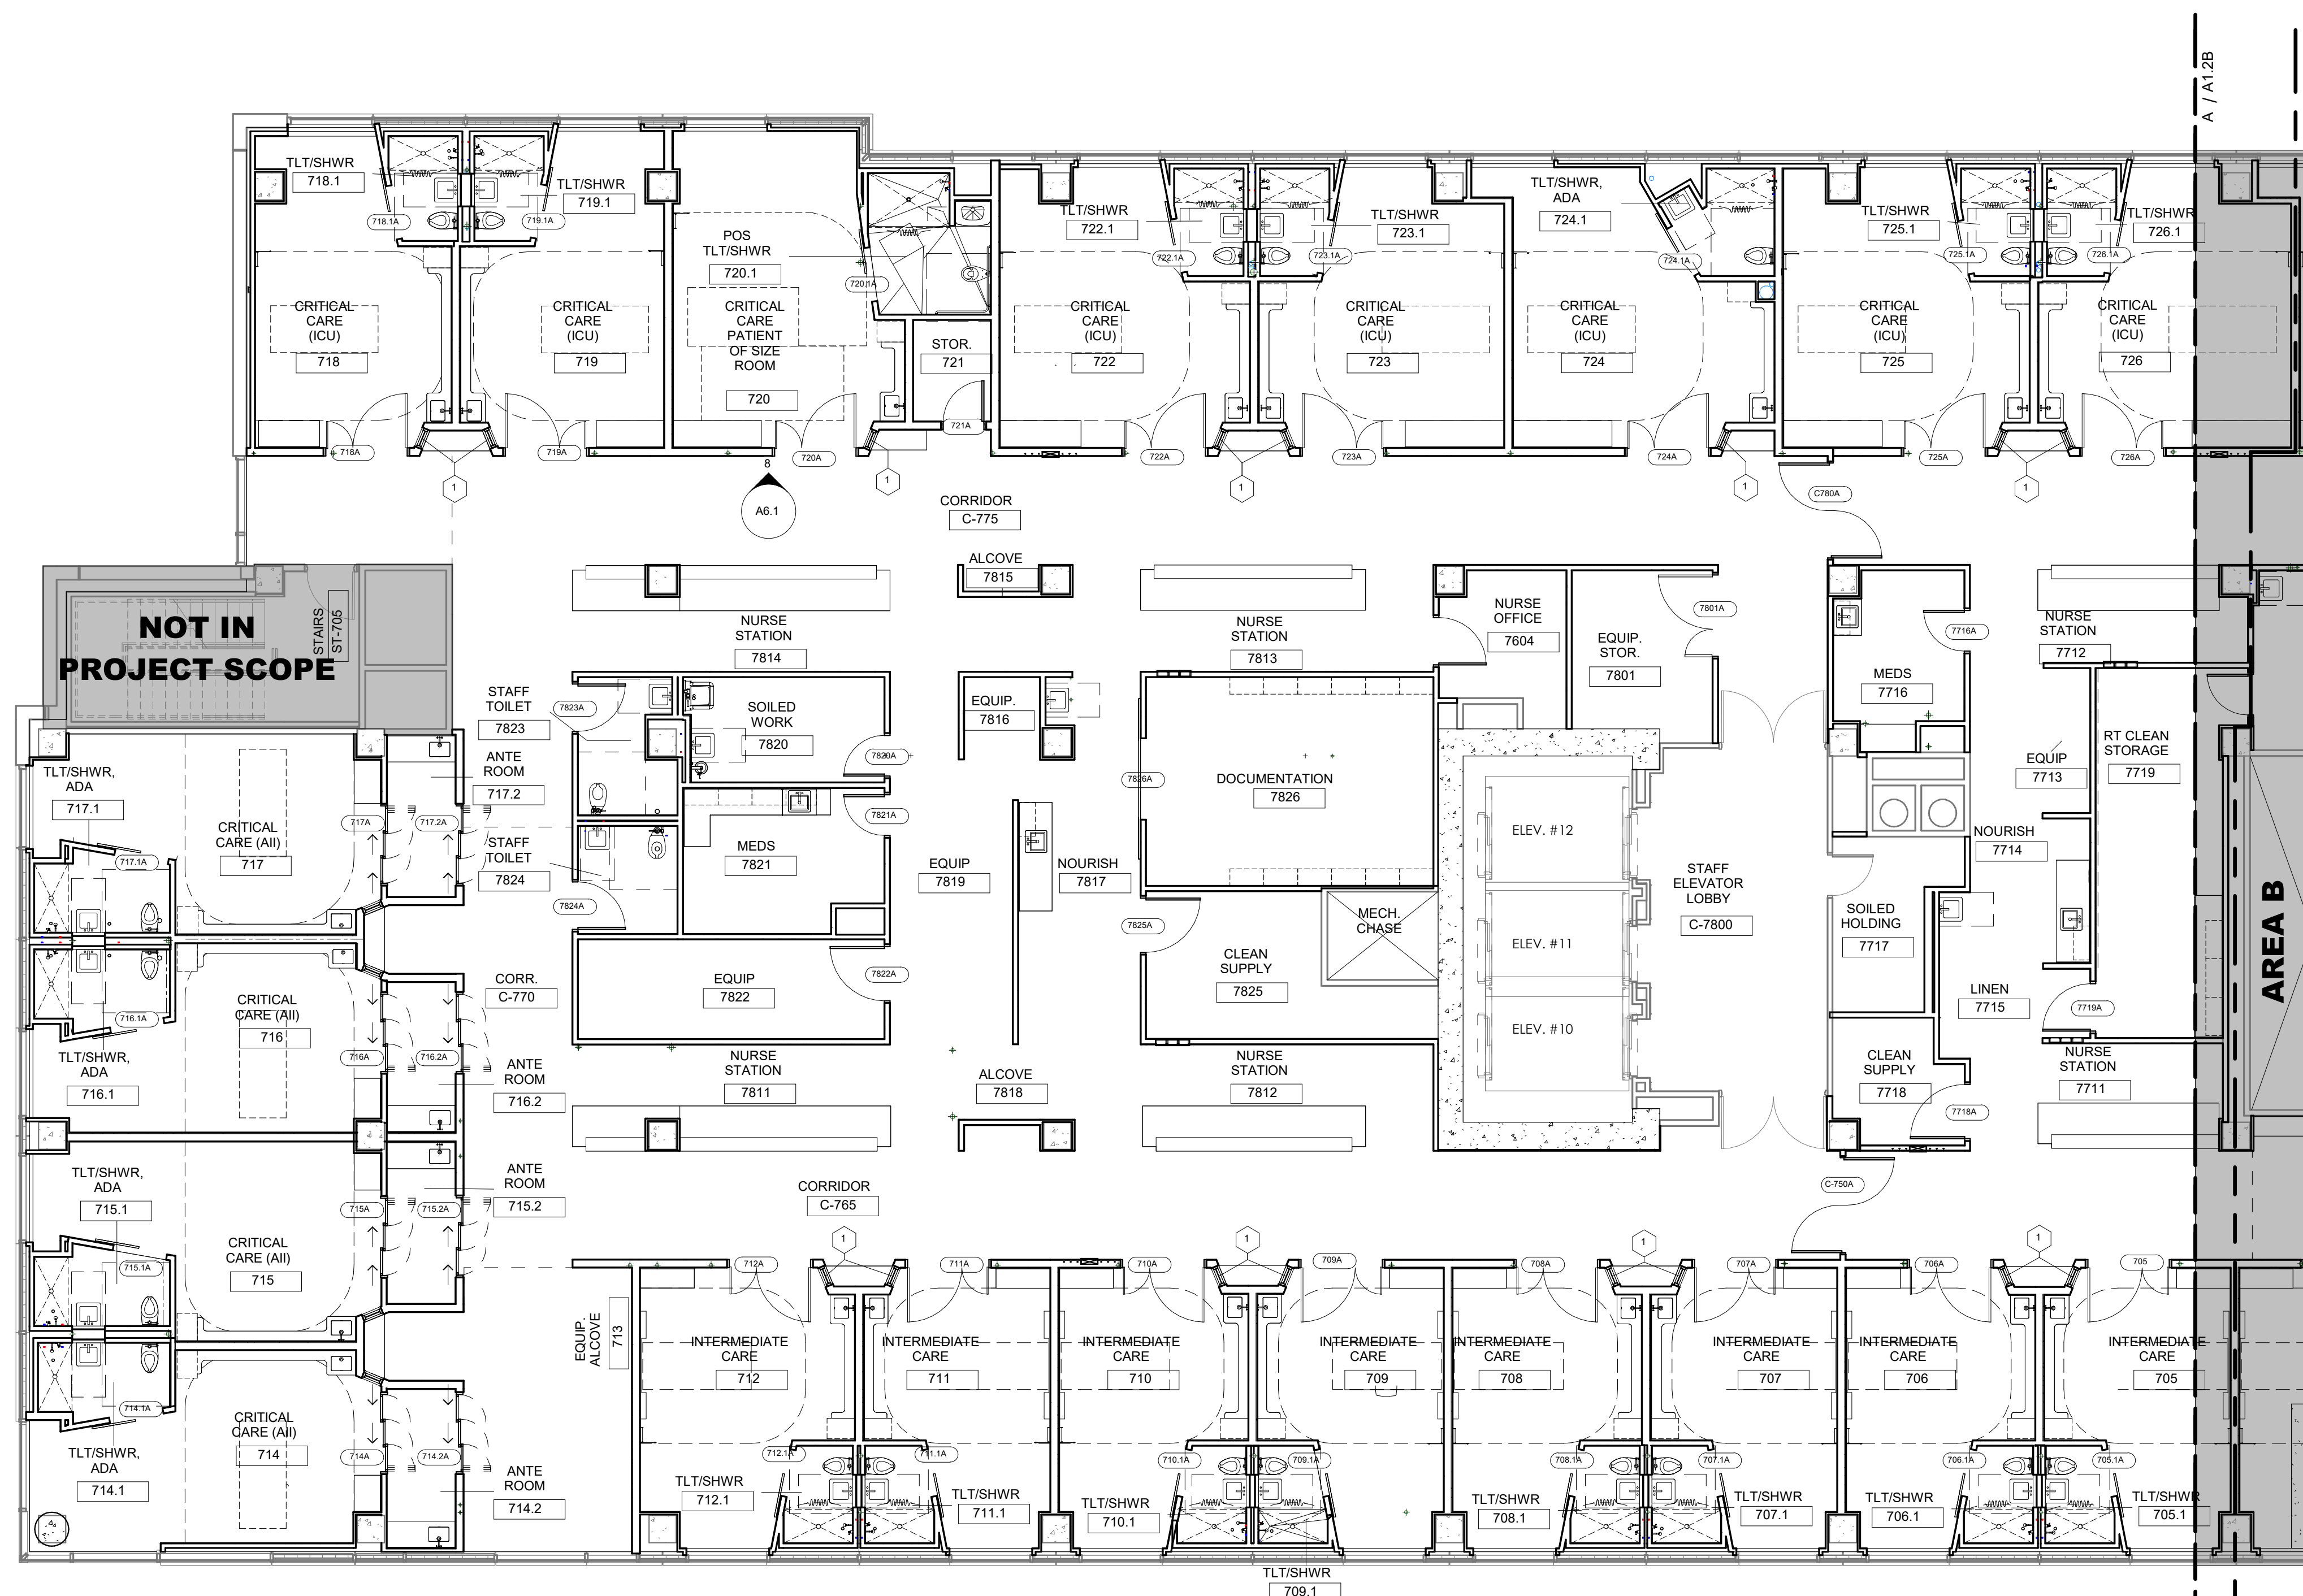 A / A1.2B
TLT/SHWR
718.1
TLT/SHWR
719.1
718.1A
719.1A
POS
TLT/SHWR
720.1
720.1A
TLT/SHWR
722.1
722.1A
TLT/SHWR
723.1
723.1A
TLT/SHWR,
ADA
724.1
724.1A
TLT/SHWR
725.1
725.1A
TLT/SHWR
726.1
726.1A
CRITICAL
CARE
(ICU)
718
CRITICAL
CARE
(ICU)
719
CRITICAL
CARE
PATIENT
OF SIZE
ROOM
720
STOR.
721
CRITICAL
CARE
(ICU)
722
CRITICAL
CARE
(ICU)
723
CRITICAL
CARE
(ICU)
724
CRITICAL
CARE
(ICU)
725
CRITICAL
CARE
(ICU)
726
718A
719A
720A
721A
722A
723A
724A
725A
726A
1
8
A6.1
1
1
1
1
C780A
CORRIDOR
C-775
ALCOVE
7815
NOT IN
PROJECT SCOPE
STAIRS
ST-705
NURSE
STATION
7814
NURSE
STATION
7813
NURSE
OFFICE
7604
EQUIP.
STOR.
7801
7801A
7716A
MEDS
7716
NURSE
STATION
7712
STAFF
TOILET
7823
7823A
SOILED
WORK
7820
7820A
EQUIP.
7816
DOCUMENTATION
7826
7826A
EQUIP
7713
RT CLEAN
STORAGE
7719
TLT/SHWR,
ADA
717.1
717.1A
CRITICAL
CARE (AII)
717
717A
717.2A
ANTE
ROOM
717.2
STAFF
TOILET
7824
7824A
MEDS
7821
7821A
EQUIP
7819
NOURISH
7817
7825A
MECH.
CHASE
CLEAN
SUPPLY
7825
ELEV. #12
ELEV. #11
ELEV. #10
STAFF
ELEVATOR
LOBBY
C-7800
NOURISH
7714
SOILED
HOLDING
7717
LINEN
7715
7719A
AREA B
CORR.
C-770
EQUIP
7822
7822A
716.1A
CRITICAL
CARE (AII)
716
716A
716.2A
TLT/SHWR,
ADA
716.1
ANTE
ROOM
716.2
NURSE
STATION
7811
ALCOVE
7818
NURSE
STATION
7812
CLEAN
SUPPLY
7718
7718A
NURSE
STATION
7711
TLT/SHWR,
ADA
715.1
715.1A
CRITICAL
CARE (AII)
715
715A
715.2A
ANTE
ROOM
715.2
CORRIDOR
C-765
C-750A
1
1
1
1
712A
711A
710A
709A
708A
707A
706A
705
EQUIP.
ALCOVE
713
INTERMEDIATE
CARE
712
INTERMEDIATE
CARE
711
INTERMEDIATE
CARE
710
INTERMEDIATE
CARE
709
INTERMEDIATE
CARE
708
INTERMEDIATE
CARE
707
INTERMEDIATE
CARE
706
INTERMEDIATE
CARE
705
714.1A
CRITICAL
CARE (AII)
714
714A
714.2A
TLT/SHWR,
ADA
714.1
ANTE
ROOM
714.2
712.1A
711.1A
710.1A
709.1A
708.1A
707.1A
706.1A
705.1A
TLT/SHWR
712.1
TLT/SHWR
711.1
TLT/SHWR
710.1
TLT/SHWR
708.1
TLT/SHWR
707.1
TLT/SHWR
706.1
TLT/SHWR
705.1
TLT/SHWR
709.1